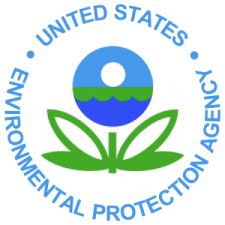 • UNITED STATES •
ENVIRONMENTAL PROTECTION AGENCY